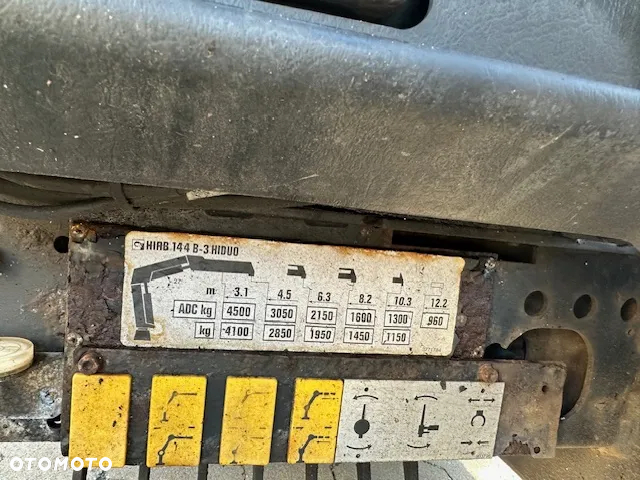 HIAB 144 B-3 HIDUO
m 3.1 4.5 6.3 8.2 10.3 12.2
ADC kg 4500 3050 2150 1600 1300 960
kg 4100 2850 1950 1450 1150
OTOMOTO